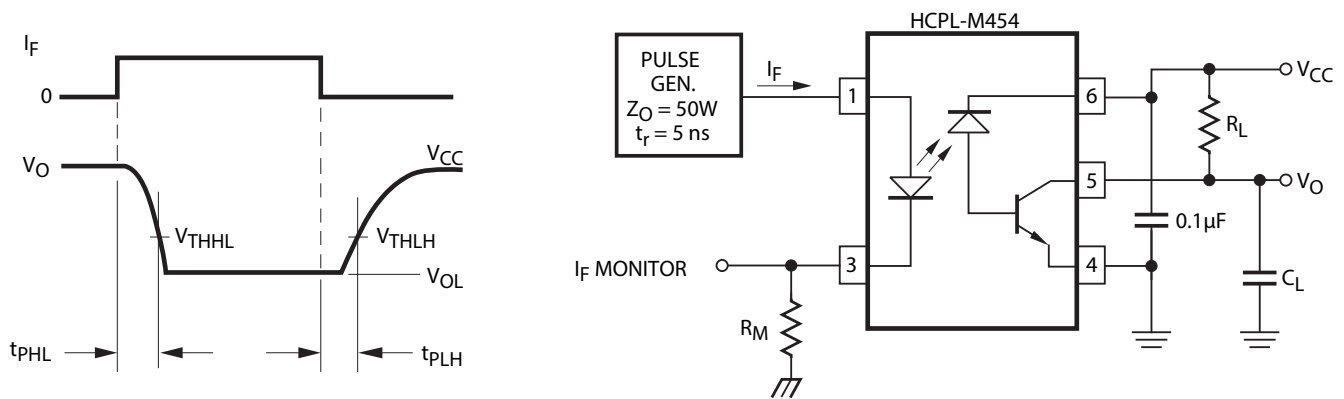 I_F
0
V_O
V_CC
V_THHL
V_THLH
V_OL
t_PHL
t_PLH
HCPL-M454
PULSE
GEN.
Z_O = 50W
t_r = 5 ns
I_F
1
6
V_CC
R_L
5
V_O
0.1µF
I_F MONITOR
3
4
C_L
R_M